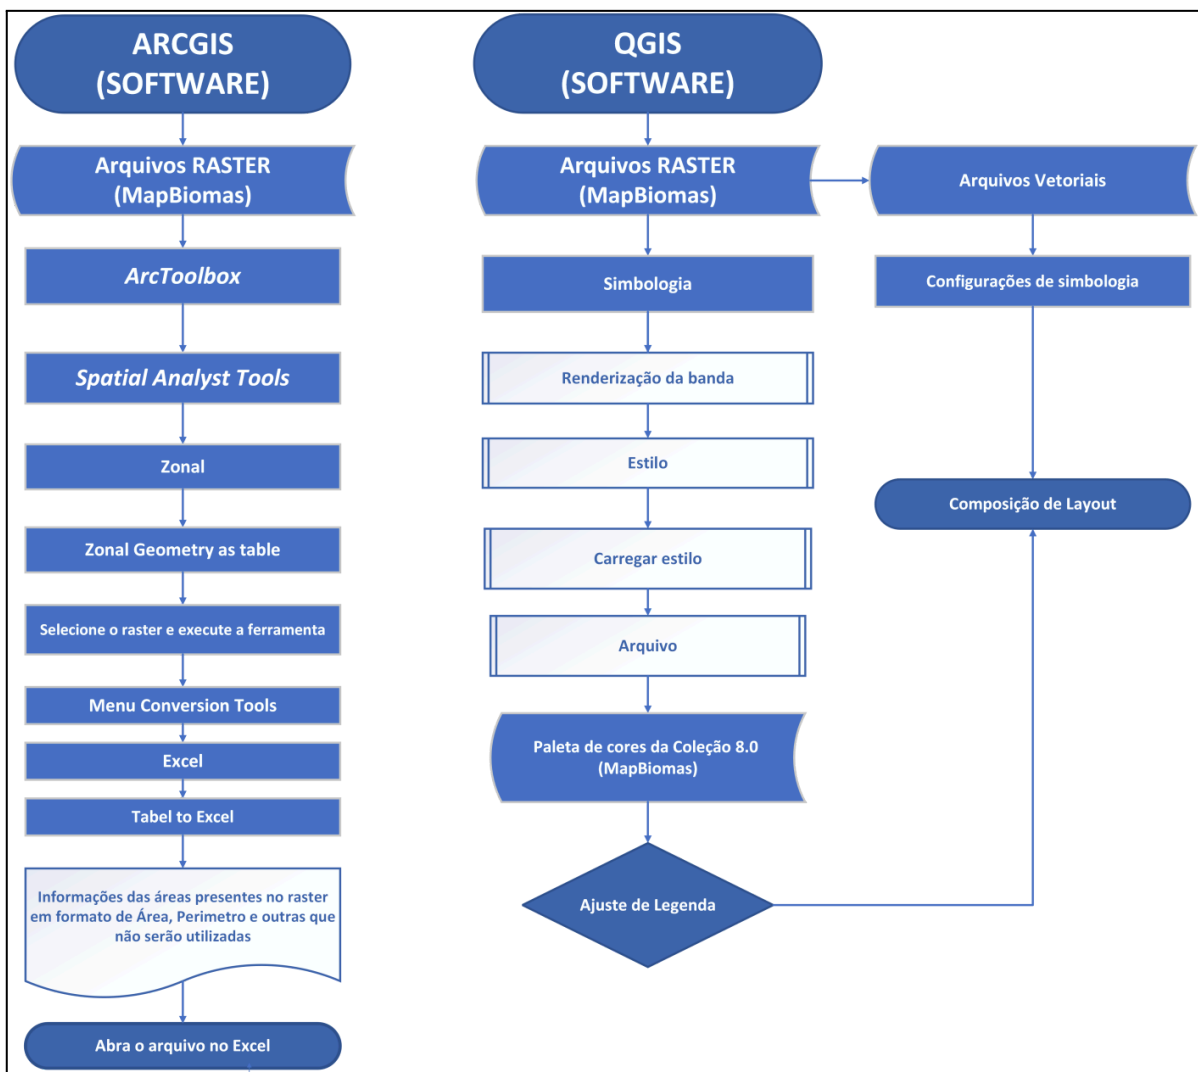 ARCGIS
(SOFTWARE)
Arquivos RASTER
(MapBiomas)
ArcToolbox
Spatial Analyst Tools
Zonal
Zonal Geometry as table
Selecione o raster e execute a ferramenta
Menu Conversion Tools
Excel
Tabel to Excel
Informações das áreas presentes no raster
em formato de Área, Perimetro e outras que
não serão utilizadas
Abra o arquivo no Excel
QGIS
(SOFTWARE)
Arquivos RASTER
(MapBiomas)
Simbologia
Renderização da banda
Estilo
Carregar estilo
Arquivo
Paleta de cores da Coleção 8.0
(MapBiomas)
Ajuste de Legenda
Arquivos Vetoriais
Configurações de simbologia
Composição de Layout